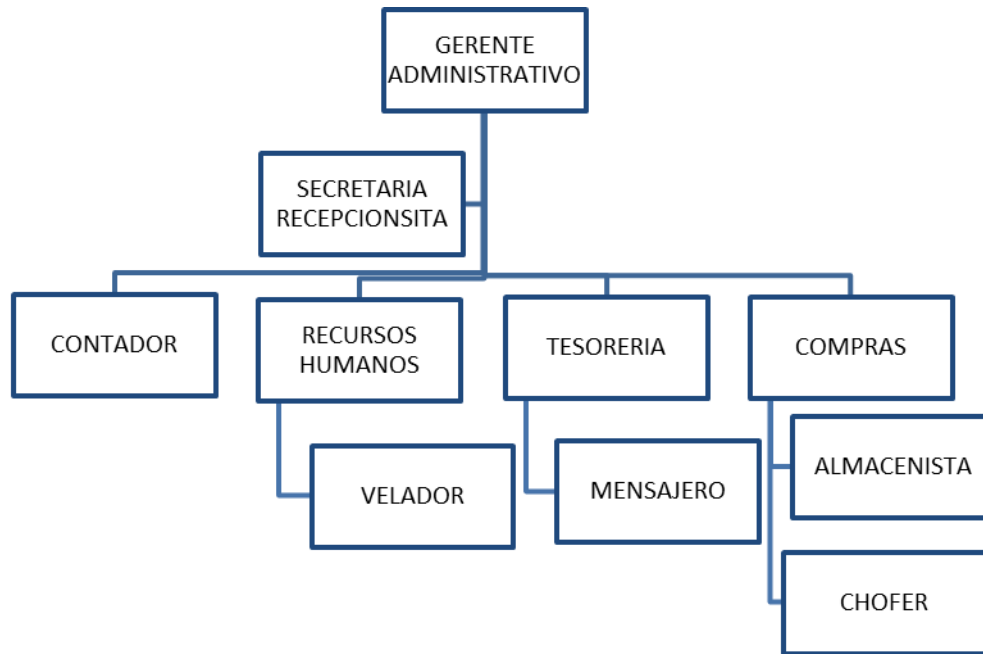 GERENTE
ADMINISTRATIVO
SECRETARIA
RECEPCIONSITA
CONTADOR
RECURSOS
HUMANOS
TESORERIA
COMPRAS
VELADOR
MENSAJERO
ALMACENISTA
CHOFER